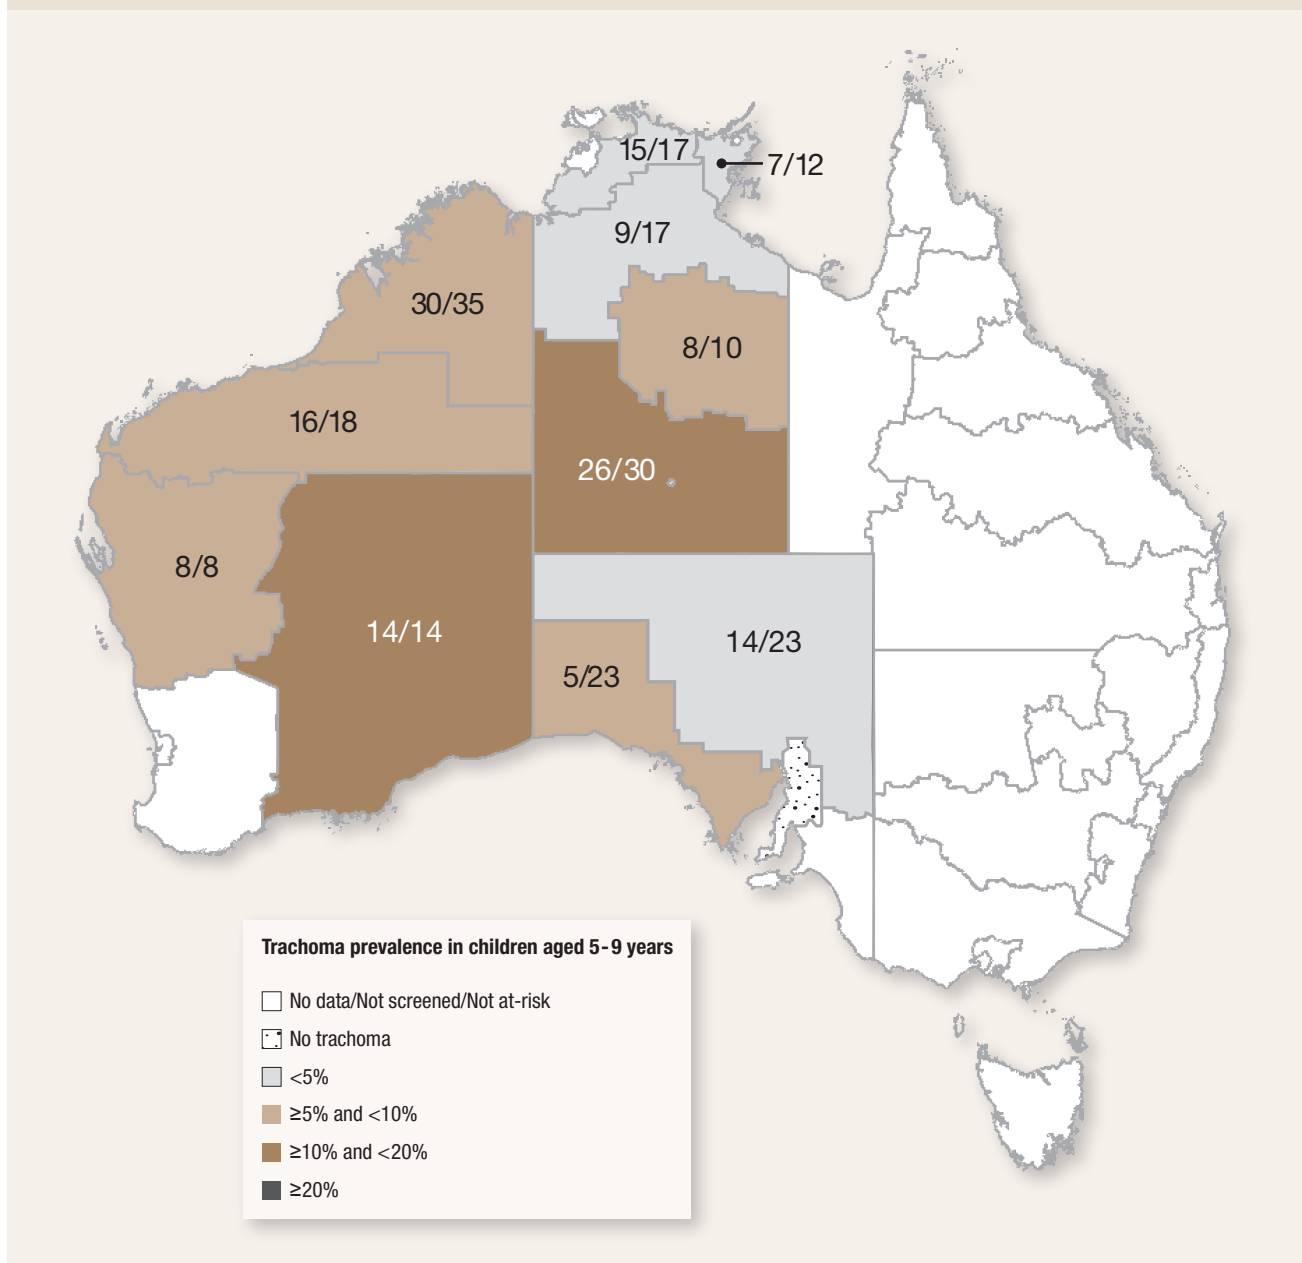 15/17
7/12
9/17
30/35
8/10
16/18
26/30
8/8
14/14
14/23
5/23
Trachoma prevalence in children aged 5-9 years
No data/Not screened/Not at-risk
No trachoma
<5%
≥5% and <10%
≥10% and <20%
≥20%